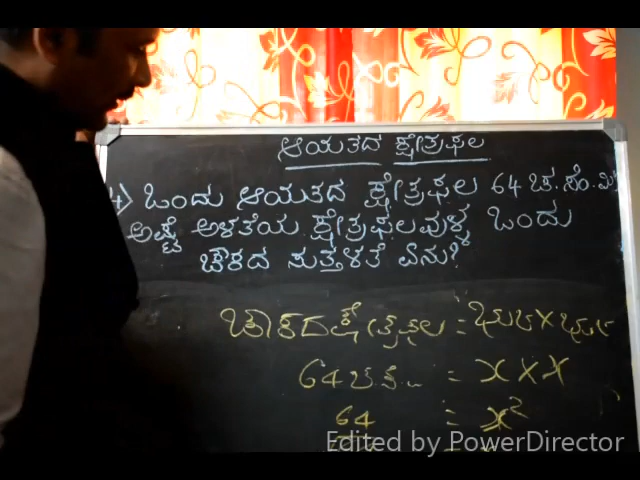 ಆಯತದ ಕ್ಷೇತ್ರಫಲ
4) ಒಂದು ಆಯತದ ಕ್ಷೇತ್ರಫಲ 64 ಚ.ಸೆಂ.ಮೀ
ಅಷ್ಟೆ ಅಳತೆಯ ಕ್ಷೇತ್ರಫಲವುಳ್ಳ ಒಂದು
ಚೌಕದ ಸುತ್ತಳತೆ ಏನು?
ಚೌಕದ ಕ್ಷೇತ್ರಫಲ = ಭುಜ × ಭುಜ
64 ಚ.ಸೆ.. = x × x
64 = x²
Edited by PowerDirector